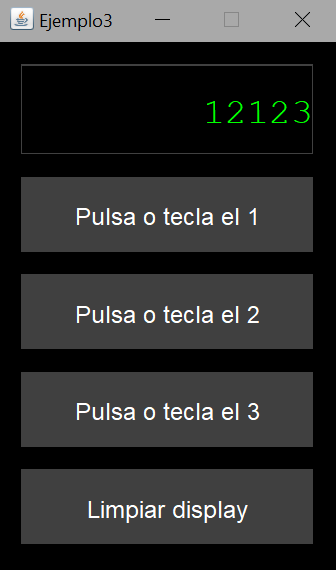 Ejemplo3
12123
Pulsa o tecla el 1
Pulsa o tecla el 2
Pulsa o tecla el 3
Limpiar display